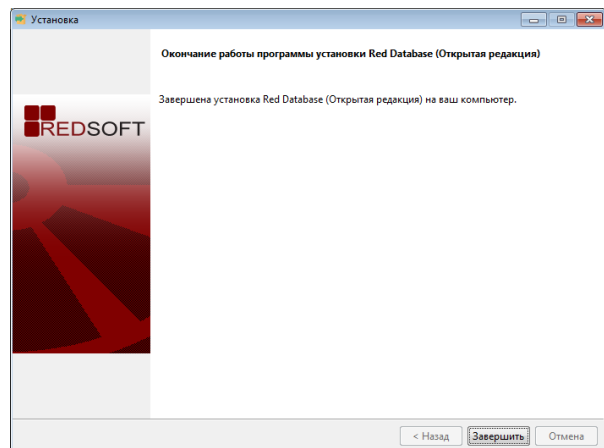 Установка
Окончание работы программы установки Red Database (Открытая редакция)
Завершена установка Red Database (Открытая редакция) на ваш компьютер.
REDSOFT
< Назад
Завершить
Отмена